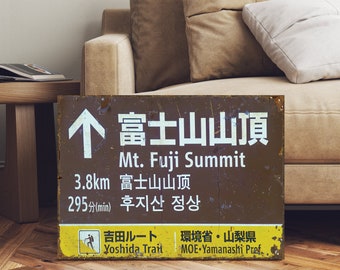 ↑ 富士山山頂
Mt. Fuji Summit
3.8km 富士山山顶
295分(min) 후지산 정상
吉田ルート 環境省・山梨県
Yoshida Trail MOE・Yamanashi Pref.